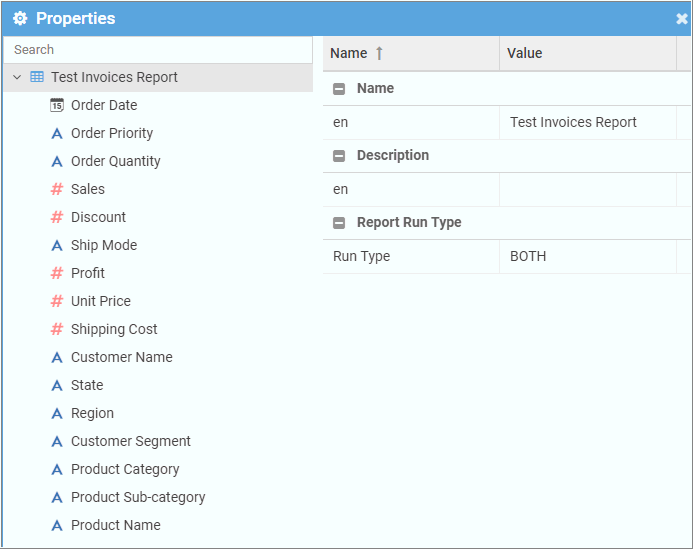 Properties
Search
Test Invoices Report
15 Order Date
A Order Priority
A Order Quantity
# Sales
# Discount
A Ship Mode
# Profit
# Unit Price
# Shipping Cost
A Customer Name
A State
A Region
A Customer Segment
A Product Category
A Product Sub-category
A Product Name
Name ↑ Value
Name
en Test Invoices Report
Description
en
Report Run Type
Run Type BOTH